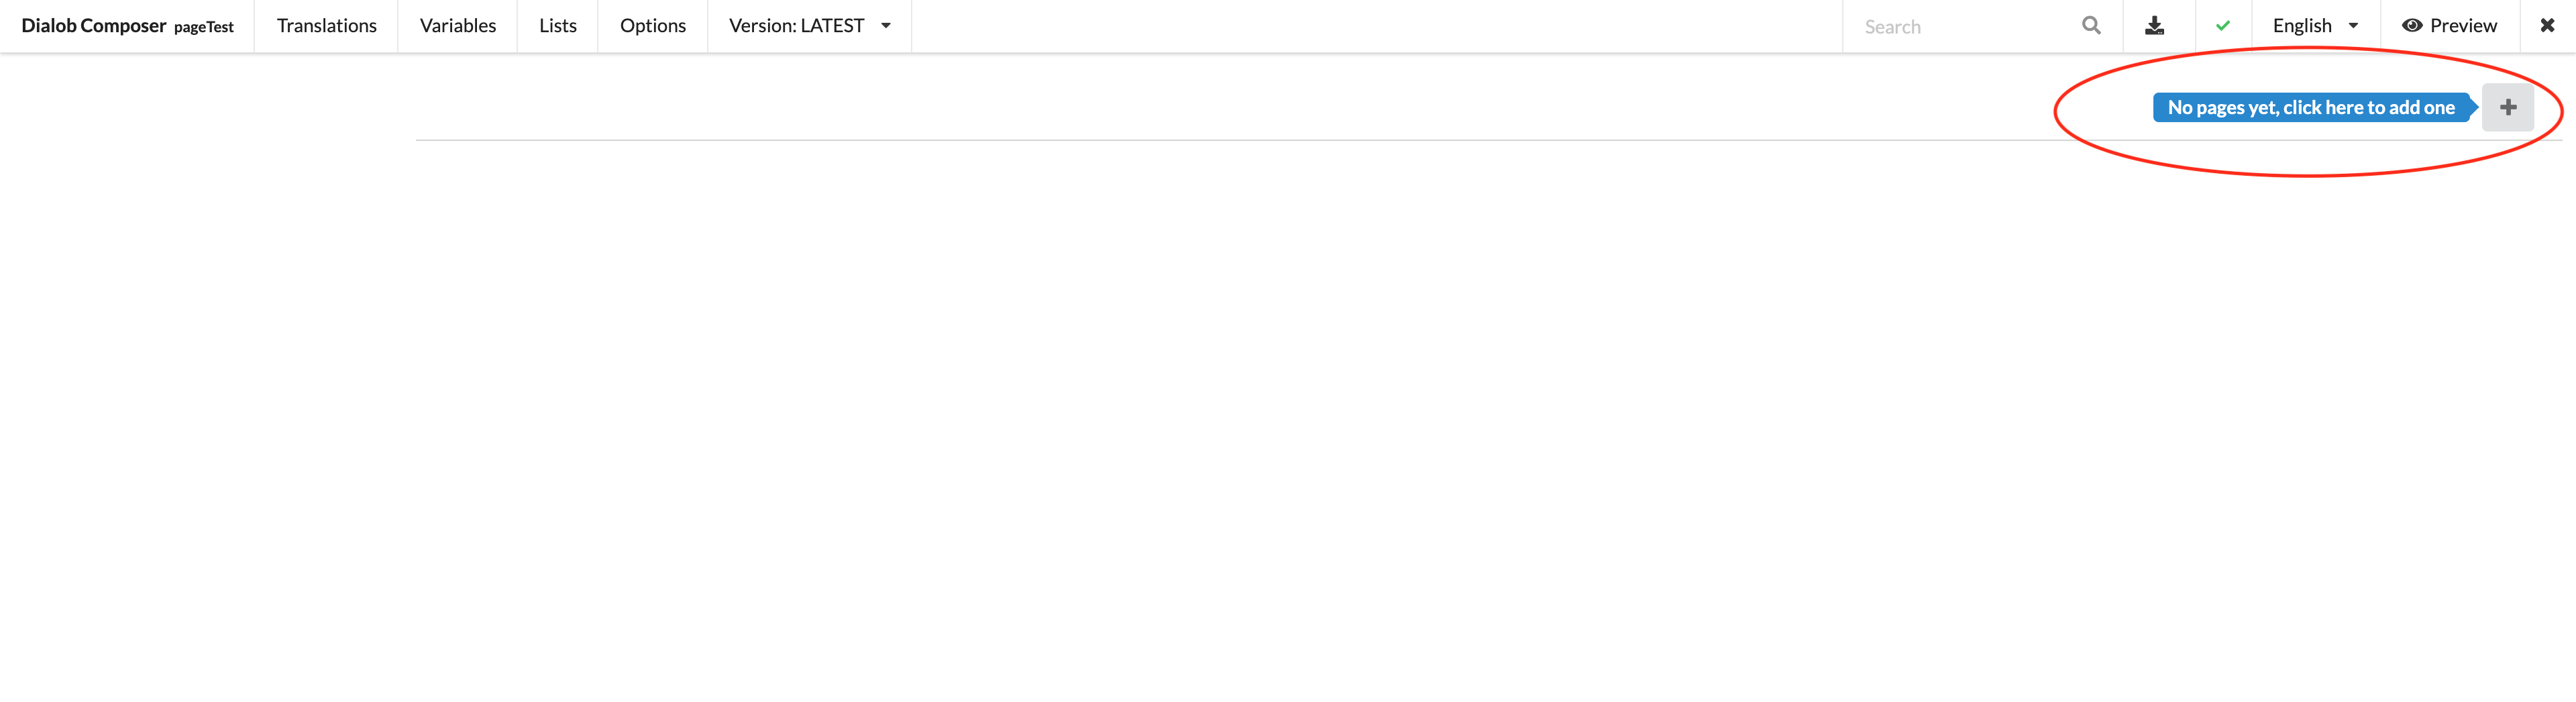 Dialob Composer pageTest Translations Variables Lists Options Version: LATEST Search English Preview
No pages yet, click here to add one